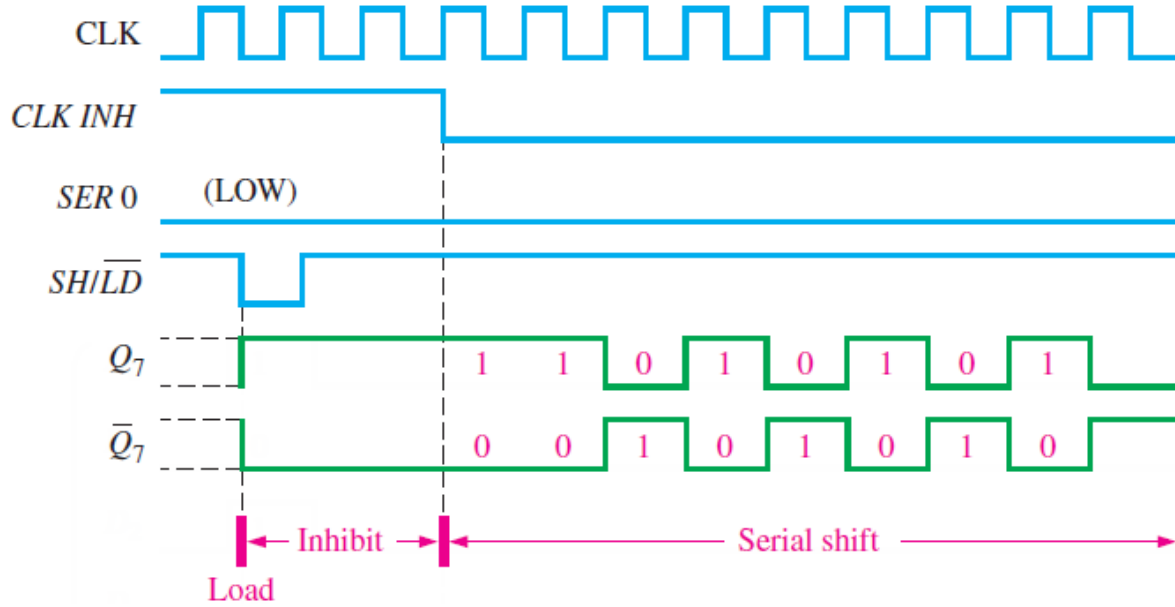 CLK
CLK INH
SER 0 (LOW)
SH/L̅D̅
Q₇ 1 1 0 1 0 1 0 1
Q̅₇ 0 0 1 0 1 0 1 0
Inhibit Serial shift
Load